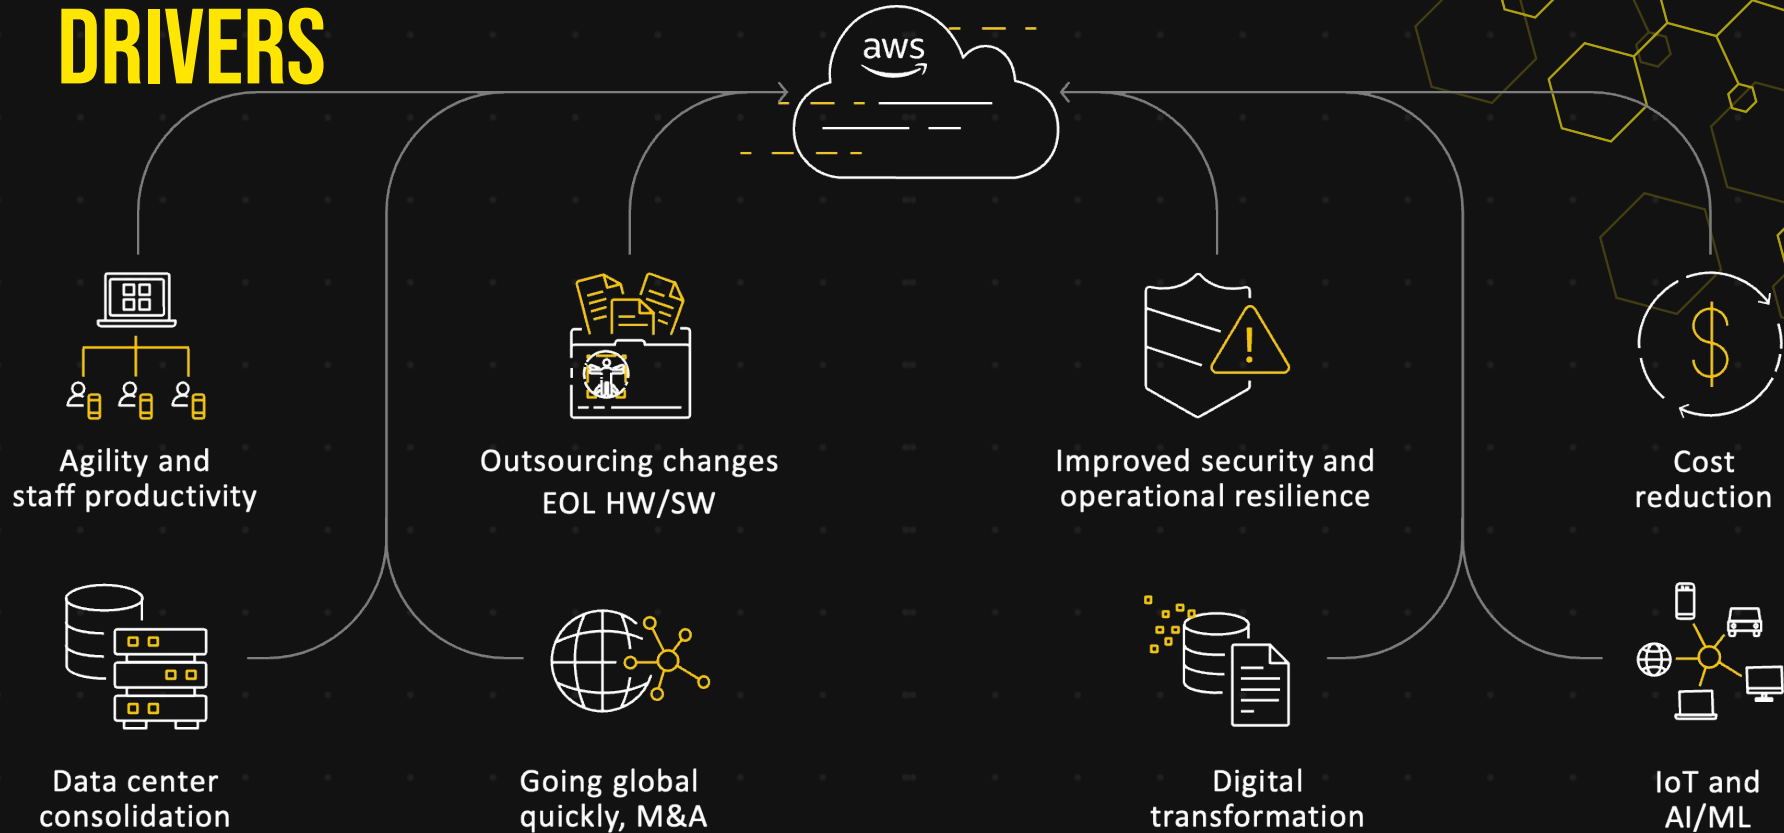 DRIVERS
aws
Agility and
staff productivity
Outsourcing changes
EOL HW/SW
Improved security and
operational resilience
Cost
reduction
Data center
consolidation
Going global
quickly, M&A
Digital
transformation
IoT and
AI/ML